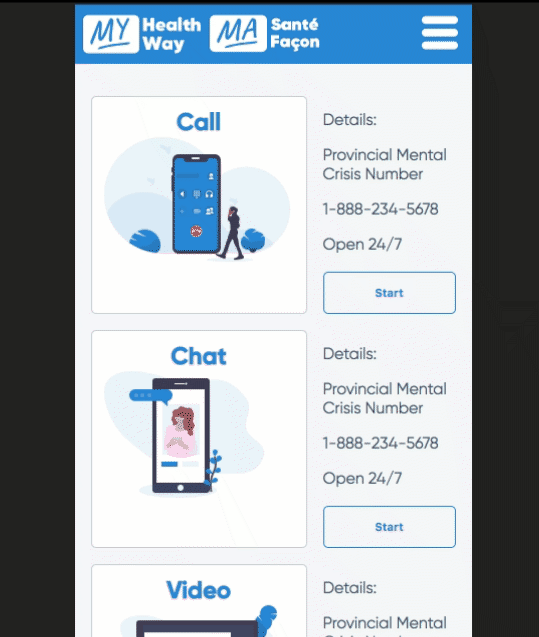 MY Health Way
MA Santé Façon
Call
Details:
Provincial Mental
Crisis Number
1-888-234-5678
Open 24/7
Start
Chat
Details:
Provincial Mental
Crisis Number
1-888-234-5678
Open 24/7
Start
Video
Details:
Provincial Mental
Crisis Number